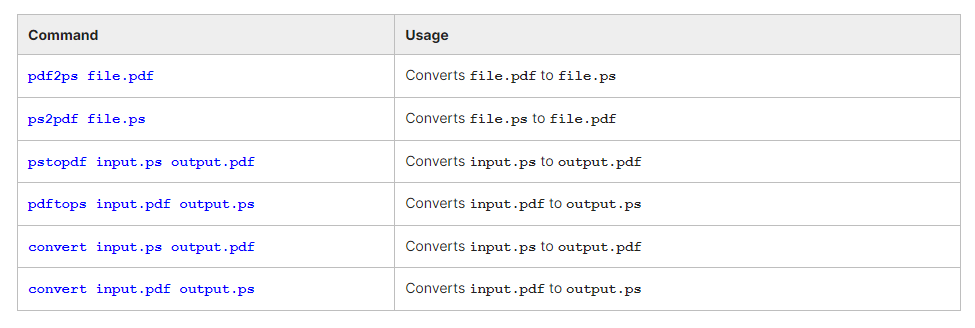 Command Usage
pdf2ps file.pdf Converts file.pdf to file.ps
ps2pdf file.ps Converts file.ps to file.pdf
pstopdf input.ps output.pdf Converts input.ps to output.pdf
pdftops input.pdf output.ps Converts input.pdf to output.ps
convert input.ps output.pdf Converts input.ps to output.pdf
convert input.pdf output.ps Converts input.pdf to output.ps